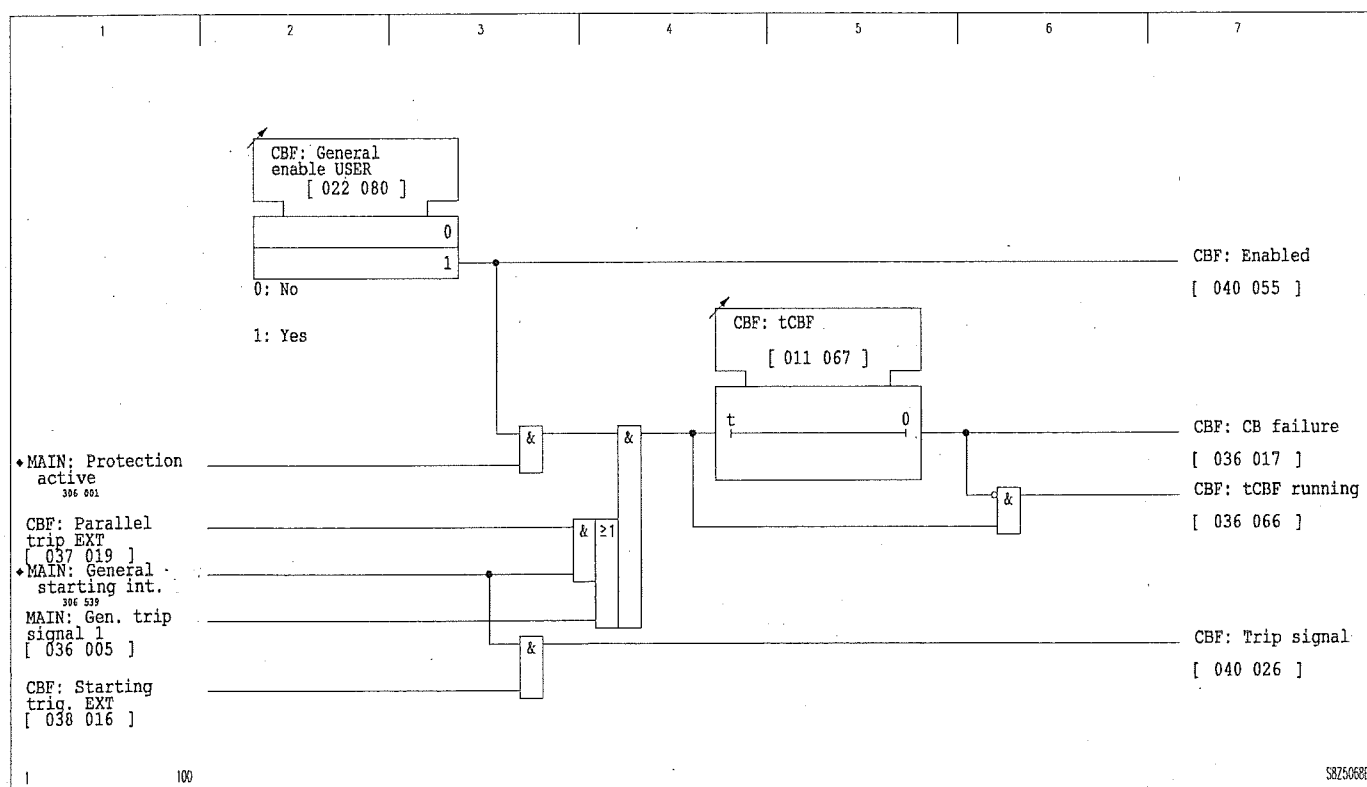 1 2 3 4 5 6 7
CBF: General
enable USER
[ 022 080 ]
0
1
0: No
1: Yes
CBF: Enabled
[ 040 055 ]
CBF: tCBF
[ 011 067 ]
t 0
&
&
CBF: CB failure
[ 036 017 ]
MAIN: Protection
active
306 001
&
CBF: tCBF running
[ 036 066 ]
CBF: Parallel
trip EXT
[ 037 019 ]
& ≥1
MAIN: General
starting int.
306 539
MAIN: Gen. trip
signal 1
[ 036 005 ]
&
CBF: Trip signal
[ 040 026 ]
CBF: Starting
trig. EXT
[ 038 016 ]
1 100
S8Z5068E